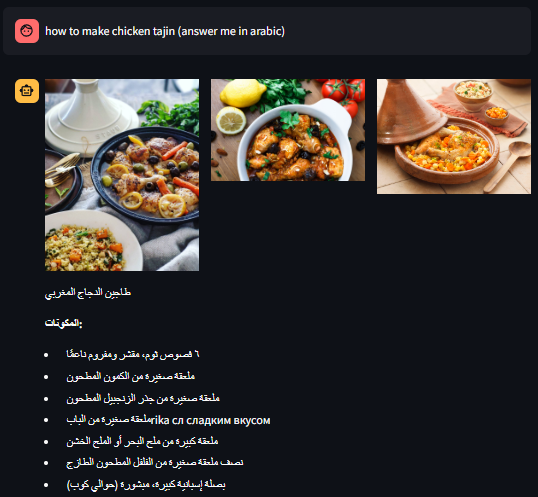 how to make chicken tajin (answer me in arabic)
طاجين الدجاج المغربي
المكونات:
٦ فصوص ثوم، مقشر ومفروم ناعمًا
ملعقة صغيرة من الكمون المطحون
ملعقة صغيرة من جذر الزنجبيل المطحون
ملعقة صغيرة من البابrika сл сладким вкусом
ملعقة كبيرة من ملح البحر أو الملح الخشن
نصف ملعقة صغيرة من الفلفل المطحون الطازج
بصلة إسبانية كبيرة، مبشورة (حوالي كوب)